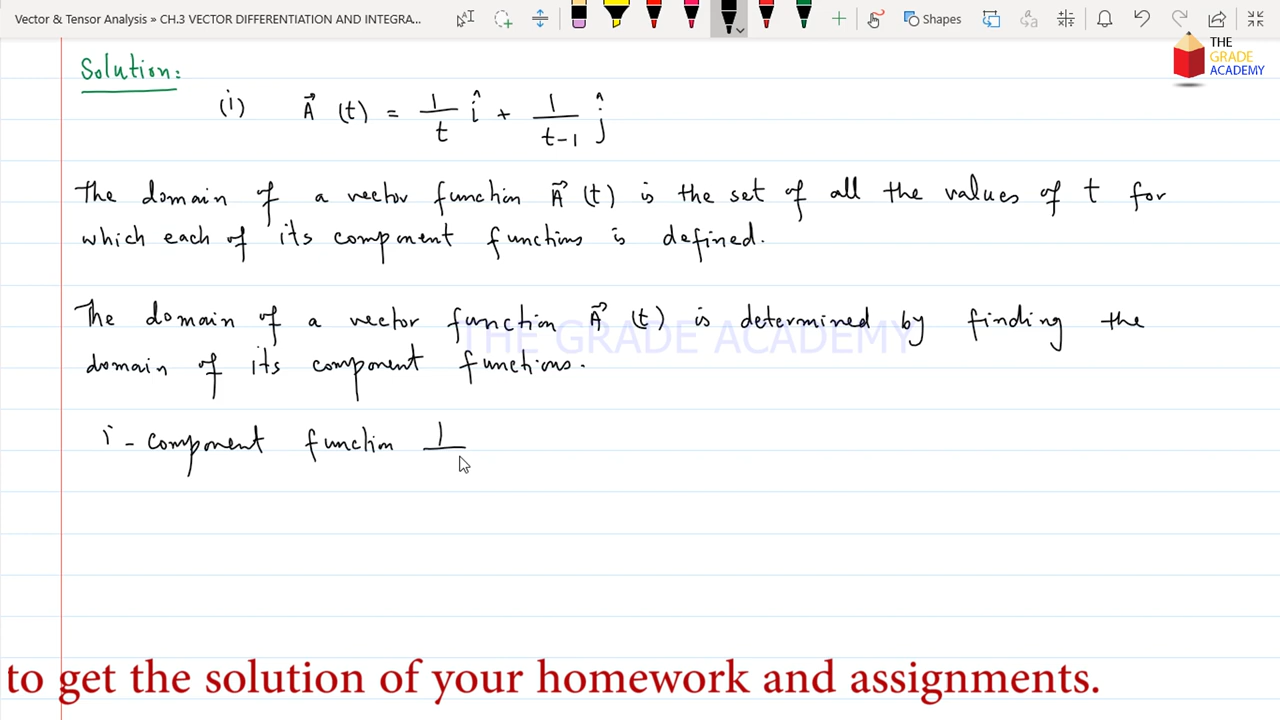 Vector & Tensor Analysis » CH.3 VECTOR DIFFERENTIATION AND INTEGRA...
Shapes
THE
GRADE
ACADEMY
Solution:
(i) A⃗ (t) = 1/t î + 1/(t-1) ĵ
The domain of a vector function A⃗ (t) is the set of all the values of t for
which each of its component functions is defined.
The domain of a vector function A⃗ (t) is determined by finding the
domain of its component functions.
THE GRADE ACADEMY
i - component function 1/
to get the solution of your homework and assignments.